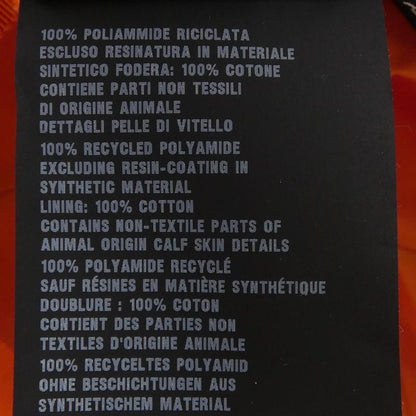 100% POLIAMMIDE RICICLATA
ESCLUSO RESINATURA IN MATERIALE
SINTETICO FODERA: 100% COTONE
CONTIENE PARTI NON TESSILI
DI ORIGINE ANIMALE
DETTAGLI PELLE DI VITELLO
100% RECYCLED POLYAMIDE
EXCLUDING RESIN-COATING IN
SYNTHETIC MATERIAL
LINING: 100% COTTON
CONTAINS NON-TEXTILE PARTS OF
ANIMAL ORIGIN CALF SKIN DETAILS
100% POLYAMIDE RECYCLÉ
SAUF RÉSINES EN MATIÈRE SYNTHÉTIQUE
DOUBLURE : 100% COTON
CONTIENT DES PARTIES NON
TEXTILES D'ORIGINE ANIMALE
100% RECYCELTES POLYAMID
OHNE BESCHICHTUNGEN AUS
SYNTHETISCHEM MATERIAL